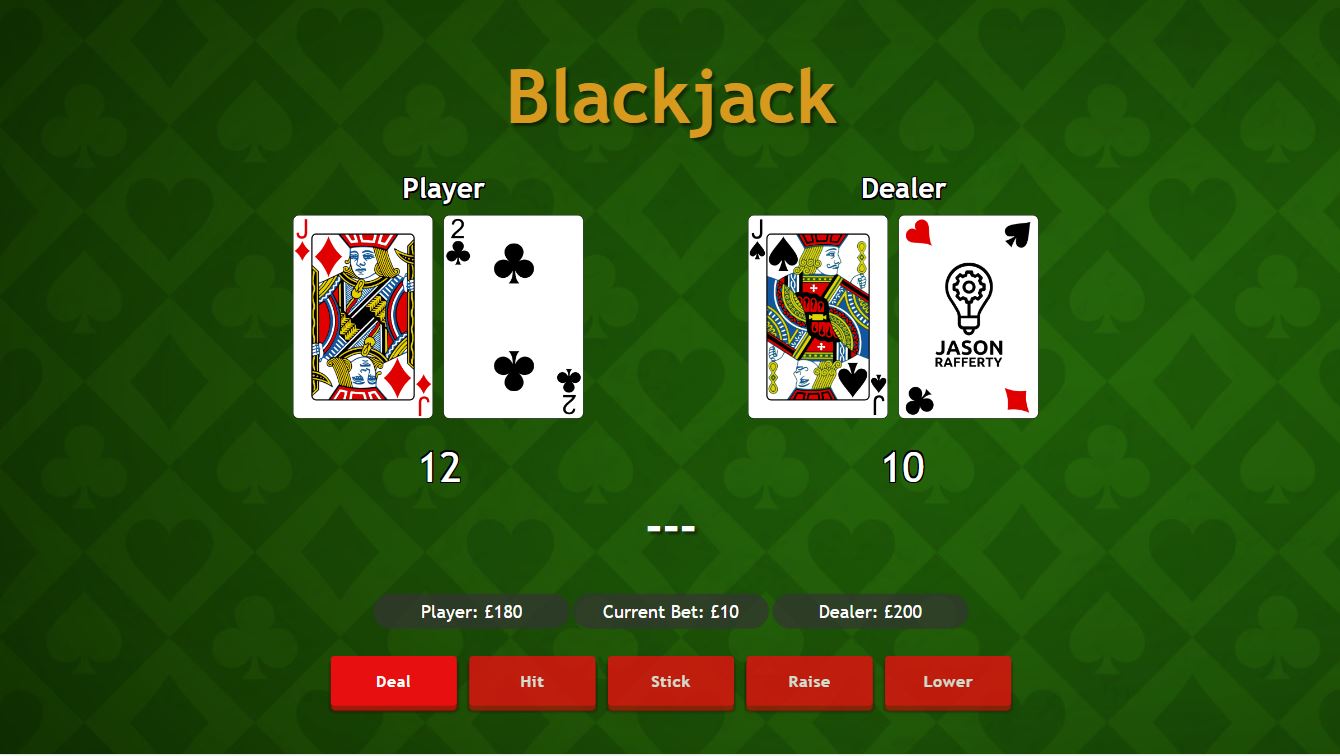 Blackjack
Player
Dealer
J
2
J
JASON
RAFFERTY
J
2
J
12
10
---
Player: £180
Current Bet: £10
Dealer: £200
Deal
Hit
Stick
Raise
Lower